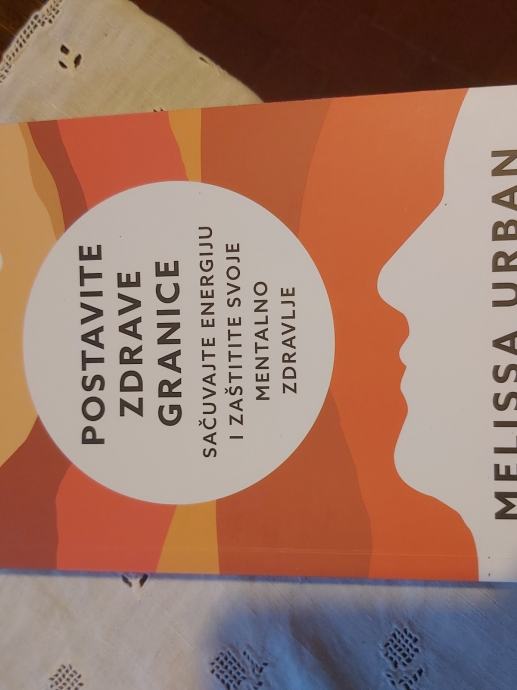 POSTAVITE
ZDRAVE
GRANICE
SAČUVAJTE ENERGIJU
I ZAŠTITITE SVOJE
MENTALNO
ZDRAVLJE
MELISSA URBAN